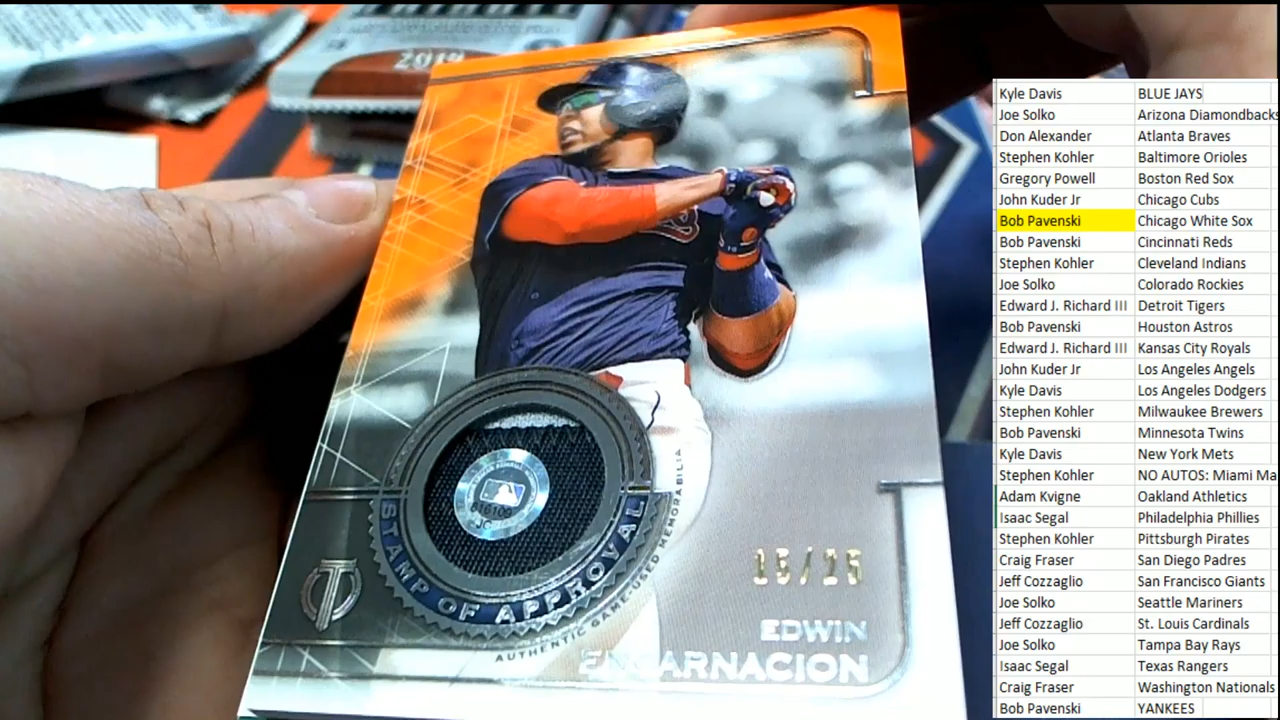 2019
STAMP OF APPROVAL
AUTHENTIC GAME-USED MEMORABILIA
JC
15/25
EDWIN
ENCARNACION
Kyle Davis BLUE JAYS
Joe Solko Arizona Diamondbacks
Don Alexander Atlanta Braves
Stephen Kohler Baltimore Orioles
Gregory Powell Boston Red Sox
John Kuder Jr Chicago Cubs
Bob Pavenski Chicago White Sox
Bob Pavenski Cincinnati Reds
Stephen Kohler Cleveland Indians
Joe Solko Colorado Rockies
Edward J. Richard III Detroit Tigers
Bob Pavenski Houston Astros
Edward J. Richard III Kansas City Royals
John Kuder Jr Los Angeles Angels
Kyle Davis Los Angeles Dodgers
Stephen Kohler Milwaukee Brewers
Bob Pavenski Minnesota Twins
Kyle Davis New York Mets
Stephen Kohler NO AUTOS: Miami Ma
Adam Kvigne Oakland Athletics
Isaac Segal Philadelphia Phillies
Stephen Kohler Pittsburgh Pirates
Craig Fraser San Diego Padres
Jeff Cozzaglio San Francisco Giants
Joe Solko Seattle Mariners
Jeff Cozzaglio St. Louis Cardinals
Joe Solko Tampa Bay Rays
Isaac Segal Texas Rangers
Craig Fraser Washington Nationals
Bob Pavenski YANKEES